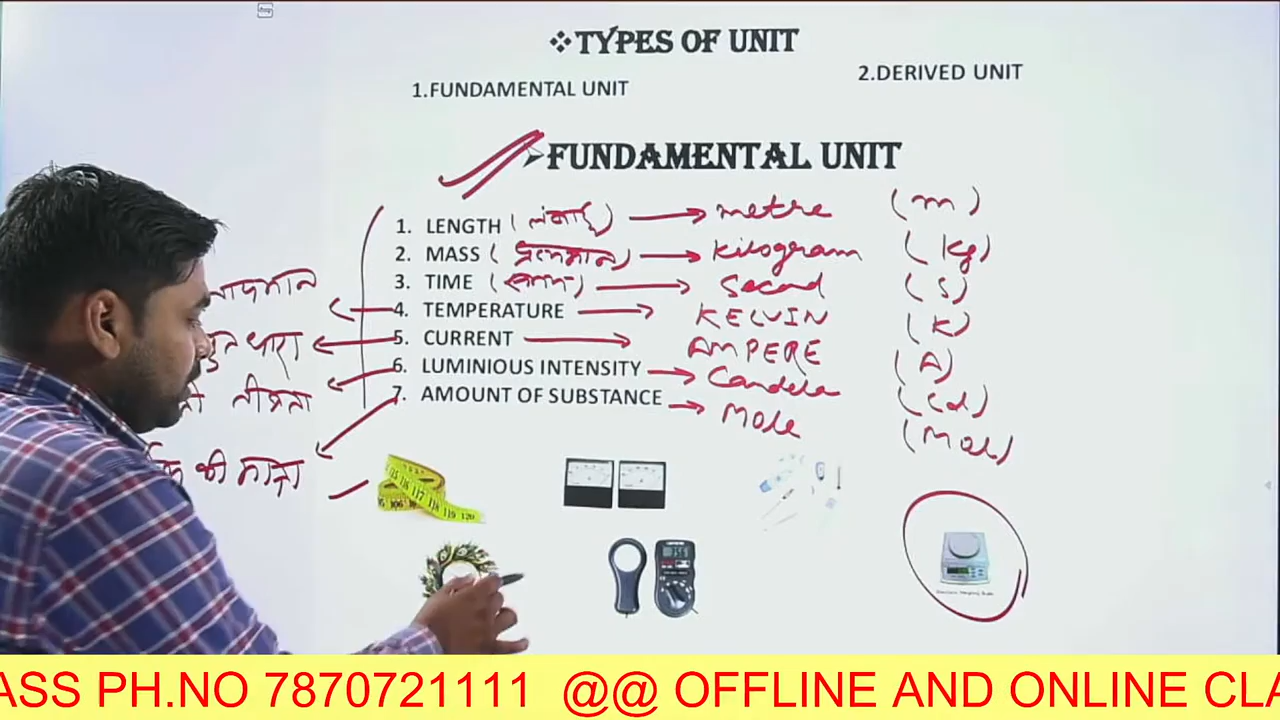 ❖TYPES OF UNIT
1.FUNDAMENTAL UNIT
2.DERIVED UNIT
➢FUNDAMENTAL UNIT
1. LENGTH (लंबाई) → metre (m)
2. MASS (द्रव्यमान) → kilogram (kg)
3. TIME (समय) → Second (S)
4. TEMPERATURE → KELVIN (K)
5. CURRENT → AMPERE (A)
6. LUMINIOUS INTENSITY → Candela (Cd)
7. AMOUNT OF SUBSTANCE → Mole (Mole)
धारा
तीव्रता
की मात्रा
ASS PH.NO 7870721111 @@ OFFLINE AND ONLINE CLA